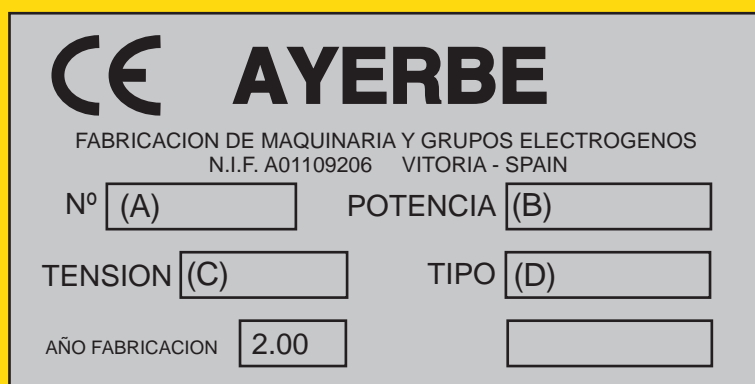 CE AYERBE
FABRICACION DE MAQUINARIA Y GRUPOS ELECTROGENOS
N.I.F. A01109206 VITORIA - SPAIN
Nº (A) POTENCIA (B)
TENSION (C) TIPO (D)
AÑO FABRICACION 2.00